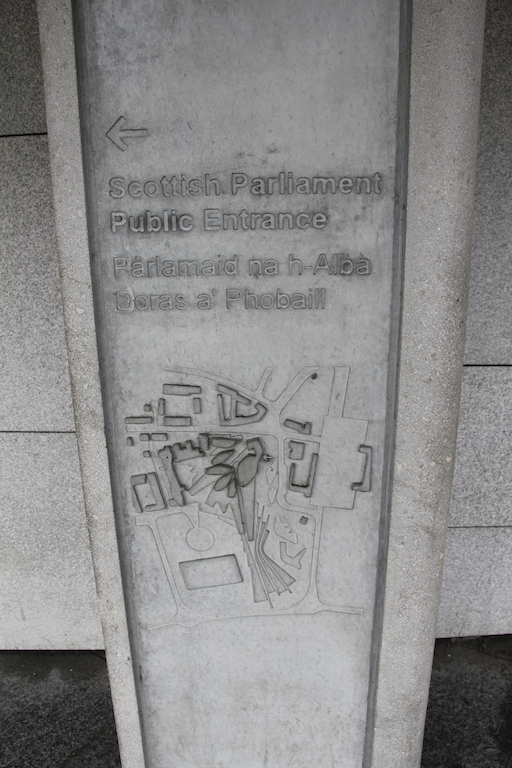 Scottish Parliament
Public Entrance
Pàrlamaid na h-Alba
Doras a' Phobaill